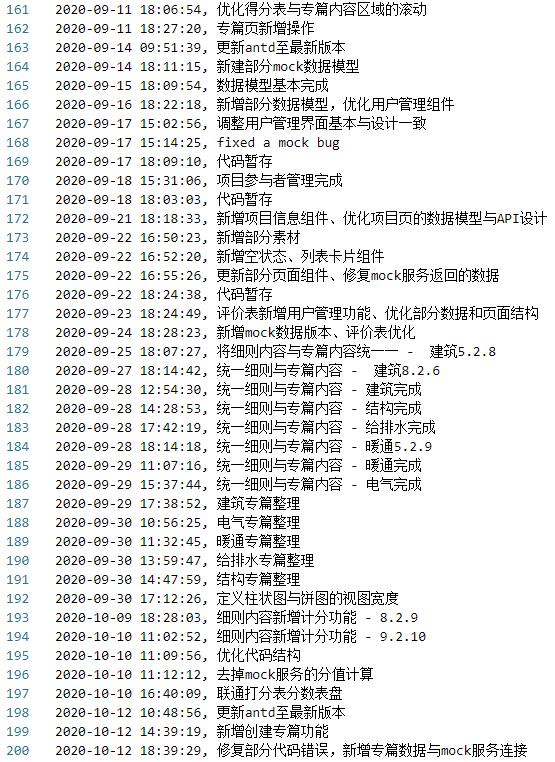 161 2020-09-11 18:06:54, 优化得分表与专篇内容区域的滚动
162 2020-09-11 18:27:20, 专篇页新增操作
163 2020-09-14 09:51:39, 更新antd至最新版本
164 2020-09-14 18:11:15, 新建部分mock数据模型
165 2020-09-15 18:09:54, 数据模型基本完成
166 2020-09-16 18:22:18, 新增部分数据模型，优化用户管理组件
167 2020-09-17 15:02:56, 调整用户管理界面基本与设计一致
168 2020-09-17 15:14:25, fixed a mock bug
169 2020-09-17 18:09:10, 代码暂存
170 2020-09-18 15:31:06, 项目参与者管理完成
171 2020-09-18 18:03:03, 代码暂存
172 2020-09-21 18:18:33, 新增项目信息组件、优化项目页的数据模型与API设计
173 2020-09-22 16:50:23, 新增部分素材
174 2020-09-22 16:52:20, 新增空状态、列表卡片组件
175 2020-09-22 16:55:26, 更新部分页面组件、修复mock服务返回的数据
176 2020-09-22 18:24:38, 代码暂存
177 2020-09-23 18:24:49, 评价表新增用户管理功能、优化部分数据和页面结构
178 2020-09-24 18:28:23, 新增mock数据版本、评价表优化
179 2020-09-25 18:07:27, 将细则内容与专篇内容统一一 - 建筑5.2.8
180 2020-09-27 18:14:42, 统一细则与专篇内容 - 建筑8.2.6
181 2020-09-28 12:54:30, 统一细则与专篇内容 - 建筑完成
182 2020-09-28 14:28:53, 统一细则与专篇内容 - 结构完成
183 2020-09-28 17:42:19, 统一细则与专篇内容 - 给排水完成
184 2020-09-28 18:14:18, 统一细则与专篇内容 - 暖通5.2.9
185 2020-09-29 11:07:16, 统一细则与专篇内容 - 暖通完成
186 2020-09-29 15:37:44, 统一细则与专篇内容 - 电气完成
187 2020-09-29 17:38:52, 建筑专篇整理
188 2020-09-30 10:56:25, 电气专篇整理
189 2020-09-30 11:32:45, 暖通专篇整理
190 2020-09-30 13:59:47, 给排水专篇整理
191 2020-09-30 14:47:59, 结构专篇整理
192 2020-09-30 17:12:26, 定义柱状图与饼图的视图宽度
193 2020-10-09 18:28:03, 细则内容新增计分功能 - 8.2.9
194 2020-10-10 11:02:52, 细则内容新增计分功能 - 9.2.10
195 2020-10-10 11:09:56, 优化代码结构
196 2020-10-10 11:12:12, 去掉mock服务的分值计算
197 2020-10-10 16:40:09, 联通打分表分数表盘
198 2020-10-12 10:48:56, 更新antd至最新版本
199 2020-10-12 14:39:19, 新增创建专篇功能
200 2020-10-12 18:39:29, 修复部分代码错误，新增专篇数据与mock服务连接